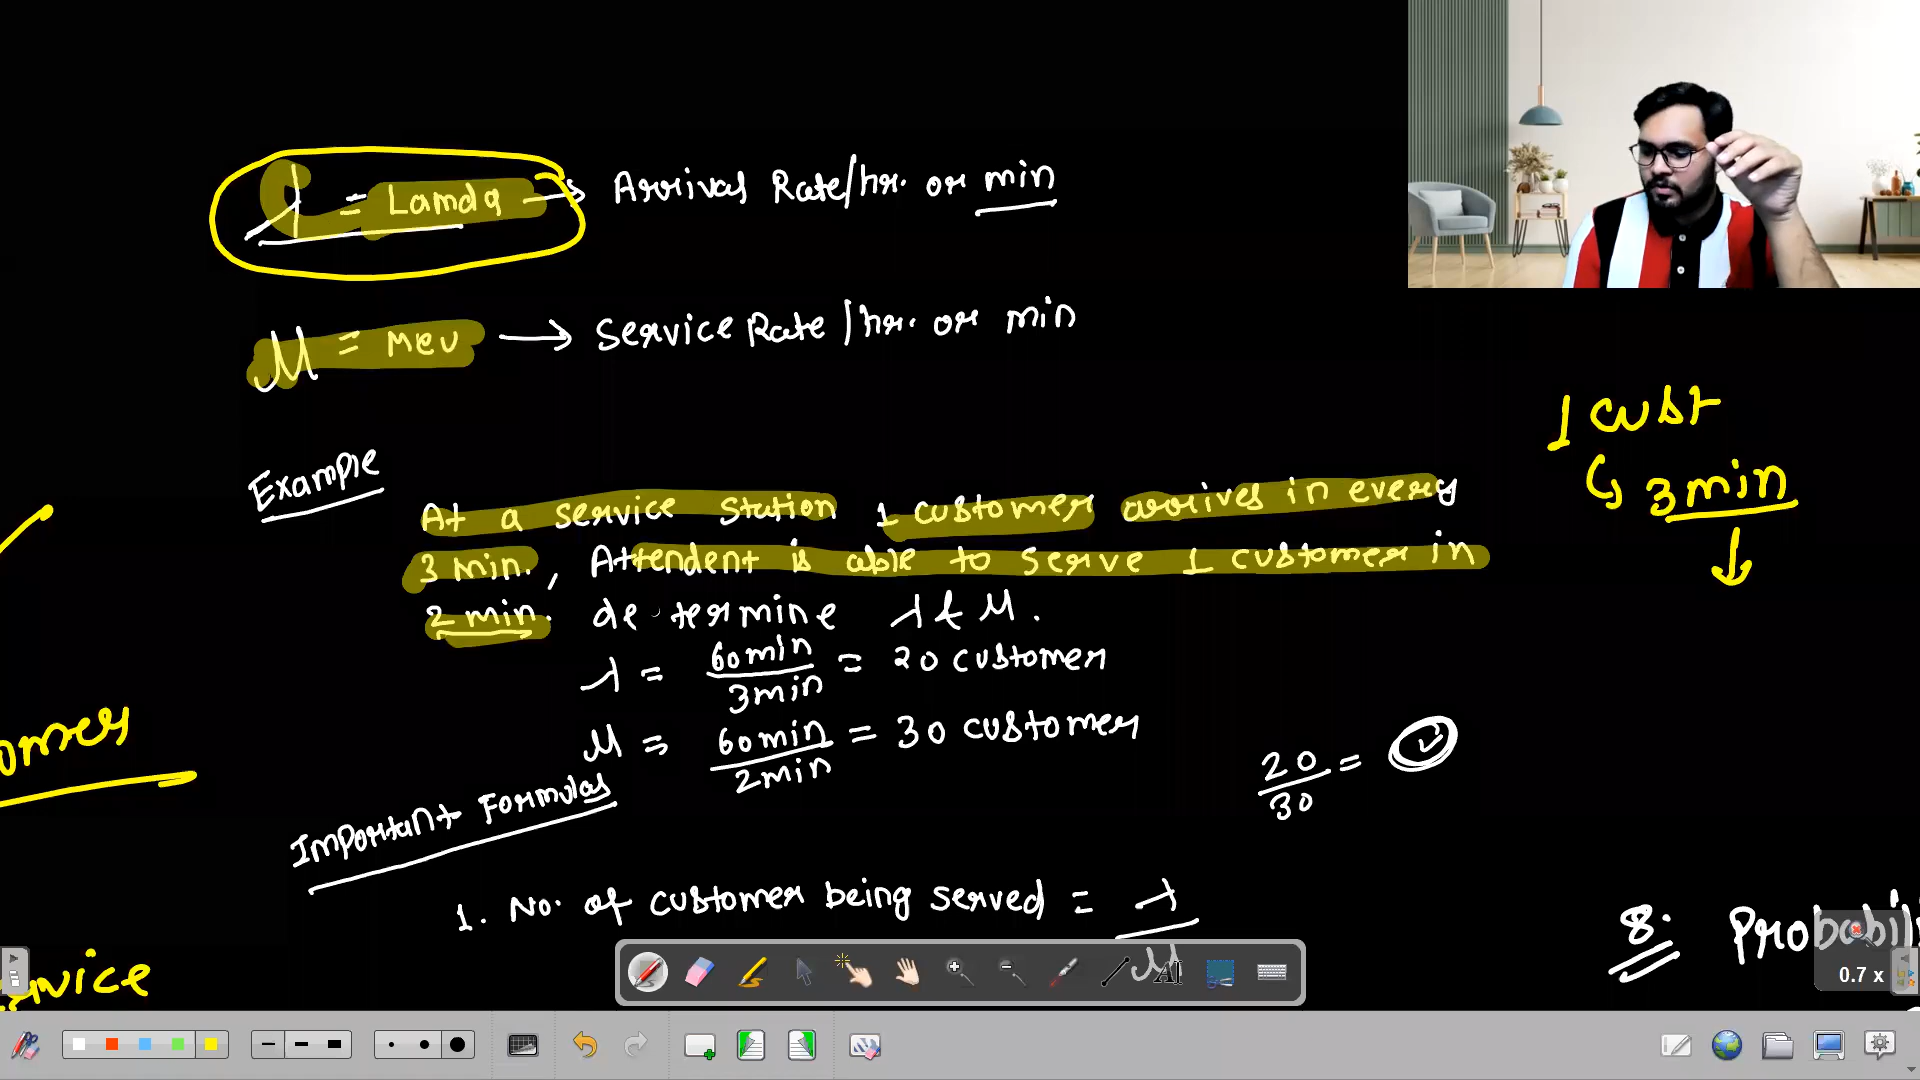 λ = Lamda → Arrival Rate/hr. or min
μ = Meu → Service Rate/hr. or min
1 cust
↳ 3 min
Example
At a service station 1 customer arrives in every
3 min., Attendent is able to serve 1 customer in
2 min. determine λ & μ.
λ = 60min/3min = 20 customer
μ = 60min/2min = 30 customer
omer
20/30 =
Important Formulas
1. No. of customer being served = λ/μ
8. Probabili
ervice
AI
0.7 x